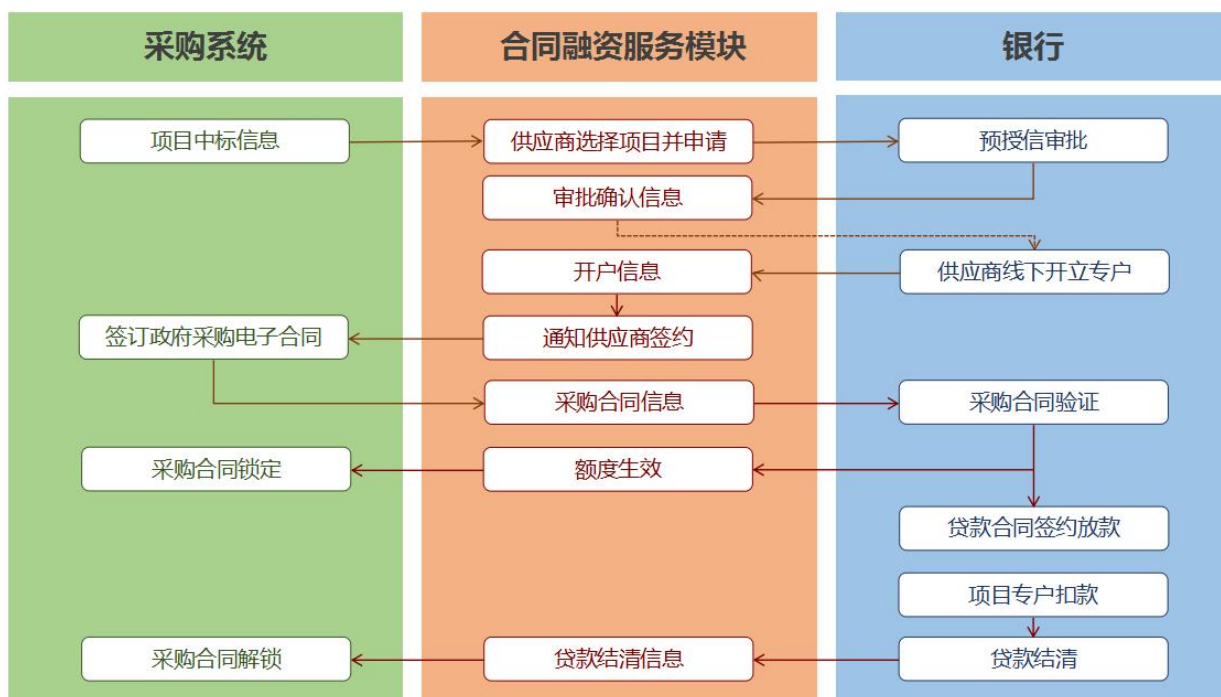 采购系统
合同融资服务模块
银行
项目中标信息
供应商选择项目并申请
预授信审批
审批确认信息
开户信息
供应商线下开立专户
签订政府采购电子合同
通知供应商签约
采购合同信息
采购合同验证
采购合同锁定
额度生效
贷款合同签约放款
项目专户扣款
采购合同解锁
贷款结清信息
贷款结清